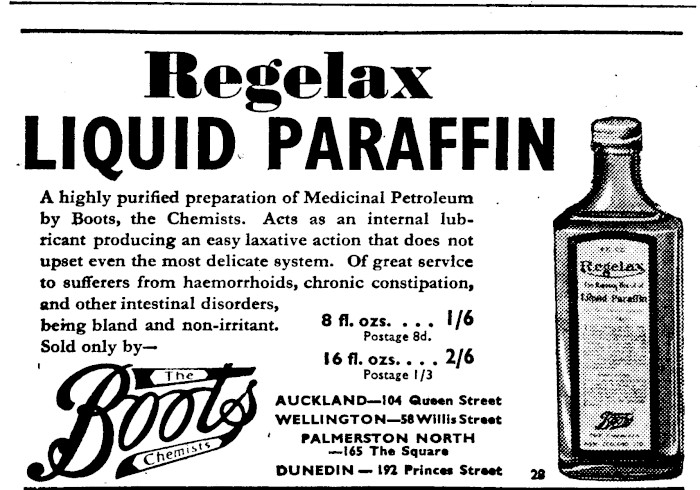 Regelax
LIQUID PARAFFIN
A highly purified preparation of Medicinal Petroleum
by Boots, the Chemists. Acts as an internal lub-
ricant producing an easy laxative action that does not
upset even the most delicate system. Of great service
to sufferers from haemorrhoids, chronic constipation,
and other intestinal disorders,
being bland and non-irritant.
Sold only by—
8 fl. ozs. . . . 1/6
Postage 8d.
16 fl. ozs. . . . 2/6
Postage 1/3
The
Boots
Chemists
AUCKLAND—104 Queen Street
WELLINGTON—58 Willis Street
PALMERSTON NORTH
—165 The Square
DUNEDIN — 192 Princes Street
28
Regelax
Liquid Paraffin
Boots